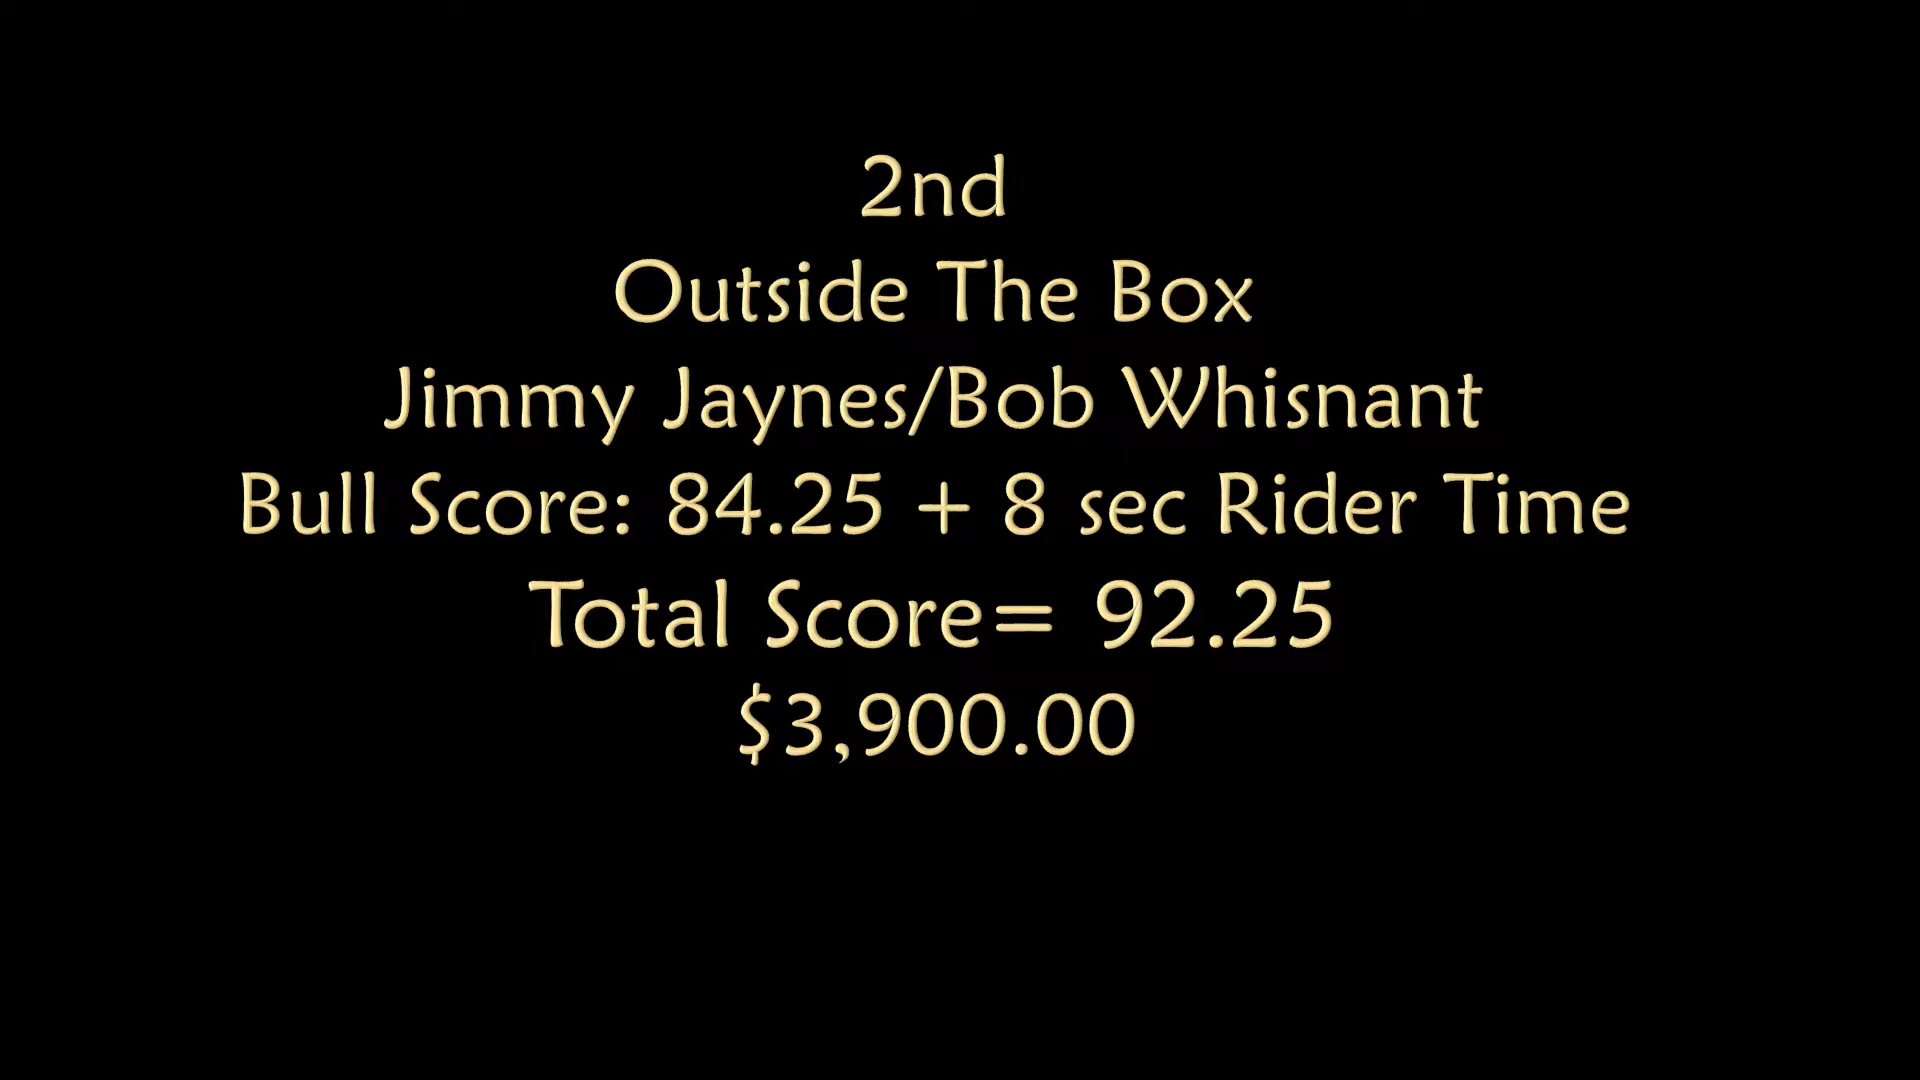 2nd
Outside The Box
Jimmy Jaynes/Bob Whisnant
Bull Score: 84.25 + 8 sec Rider Time
Total Score= 92.25
$3,900.00